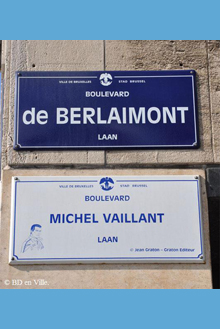 VILLE DE BRUXELLES STAD BRUSSEL
BOULEVARD
de BERLAIMONT
LAAN
VILLE DE BRUXELLES STAD BRUSSEL
BOULEVARD
MICHEL VAILLANT
LAAN
© Jean Graton - Graton Editeur
© BD en Ville